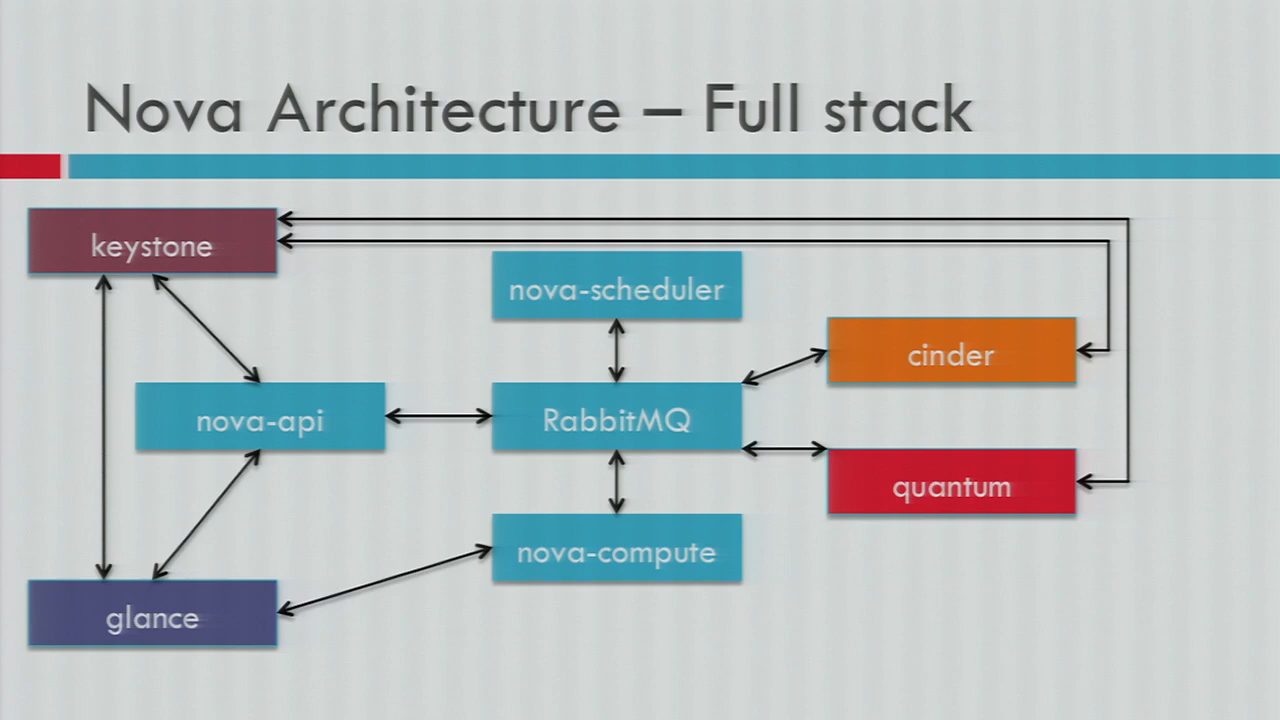 Nova Architecture – Full stack
keystone
nova-scheduler
cinder
nova-api
RabbitMQ
quantum
nova-compute
glance